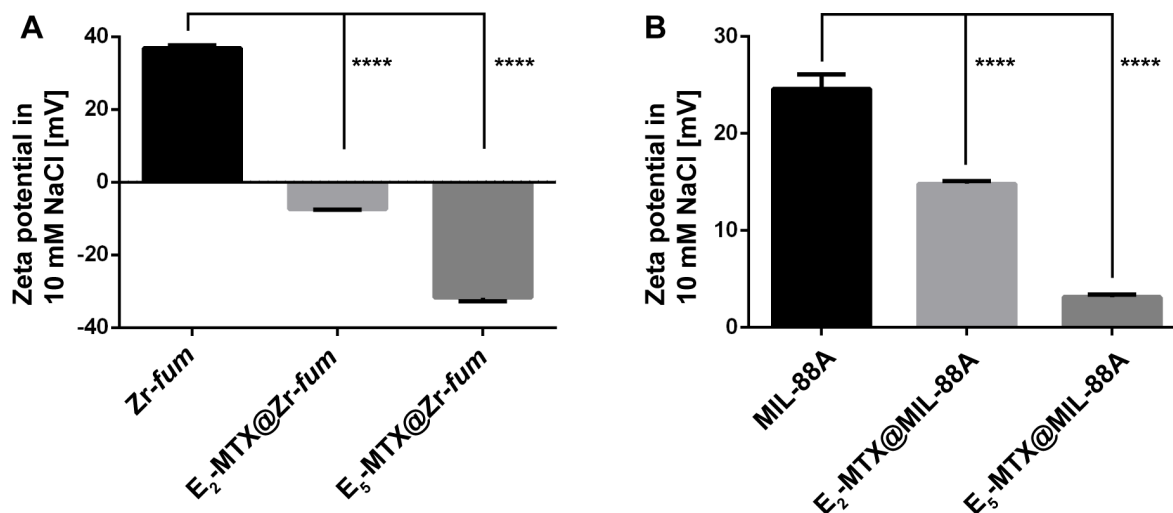 A
Zeta potential in
10 mM NaCl [mV]
40
20
0
-20
-40
****
****
Zr-fum
E₂-MTX@Zr-fum
E₅-MTX@Zr-fum
B
Zeta potential in
10 mM NaCl [mV]
30
20
10
0
****
****
MIL-88A
E₂-MTX@MIL-88A
E₅-MTX@MIL-88A